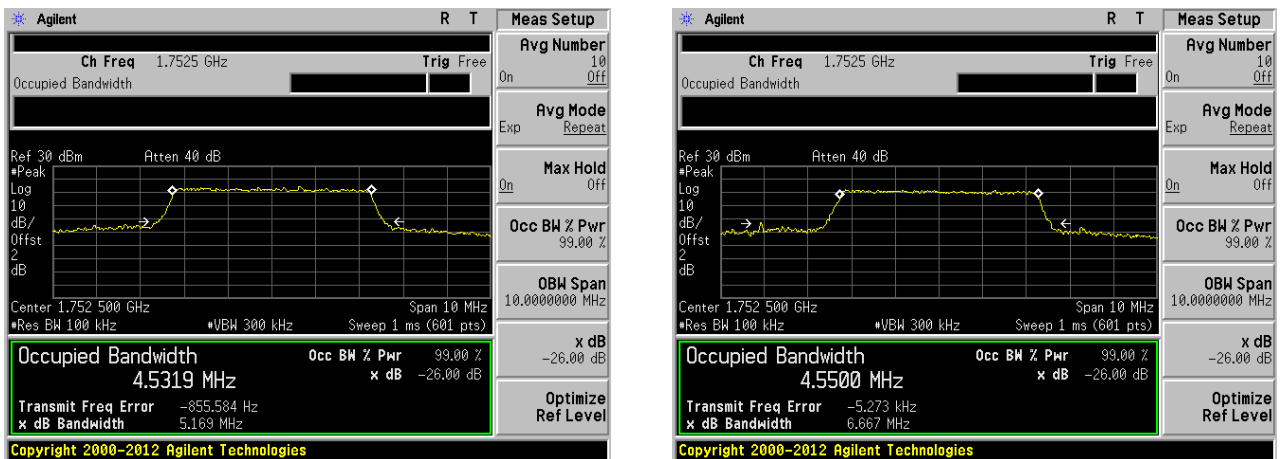 Agilent R T Meas Setup
Avg Number
10
On Off
Ch Freq 1.7525 GHz Trig Free
Occupied Bandwidth
Avg Mode
Exp Repeat
Ref 30 dBm Atten 40 dB
#Peak
Log
10
dB/
Offst
2
dB
Max Hold
On Off
Occ BW % Pwr
99.00 %
OBW Span
10.0000000 MHz
Center 1.752 500 GHz Span 10 MHz
#Res BW 100 kHz #VBW 300 kHz Sweep 1 ms (601 pts)
x dB
-26.00 dB
Occupied Bandwidth Occ BW % Pwr 99.00 %
4.5319 MHz x dB -26.00 dB
Optimize
Ref Level
Transmit Freq Error -855.584 Hz
x dB Bandwidth 5.169 MHz
Copyright 2000-2012 Agilent Technologies
Agilent R T Meas Setup
Avg Number
10
On Off
Ch Freq 1.7525 GHz Trig Free
Occupied Bandwidth
Avg Mode
Exp Repeat
Ref 30 dBm Atten 40 dB
#Peak
Log
10
dB/
Offst
2
dB
Max Hold
On Off
Occ BW % Pwr
99.00 %
OBW Span
10.0000000 MHz
Center 1.752 500 GHz Span 10 MHz
#Res BW 100 kHz #VBW 300 kHz Sweep 1 ms (601 pts)
x dB
-26.00 dB
Occupied Bandwidth Occ BW % Pwr 99.00 %
4.5500 MHz x dB -26.00 dB
Optimize
Ref Level
Transmit Freq Error -5.273 kHz
x dB Bandwidth 6.667 MHz
Copyright 2000-2012 Agilent Technologies